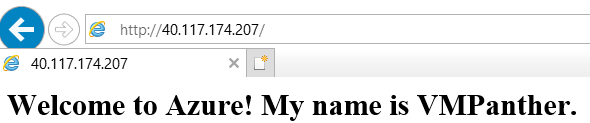 http://40.117.174.207/
40.117.174.207
Welcome to Azure! My name is VMPanther.